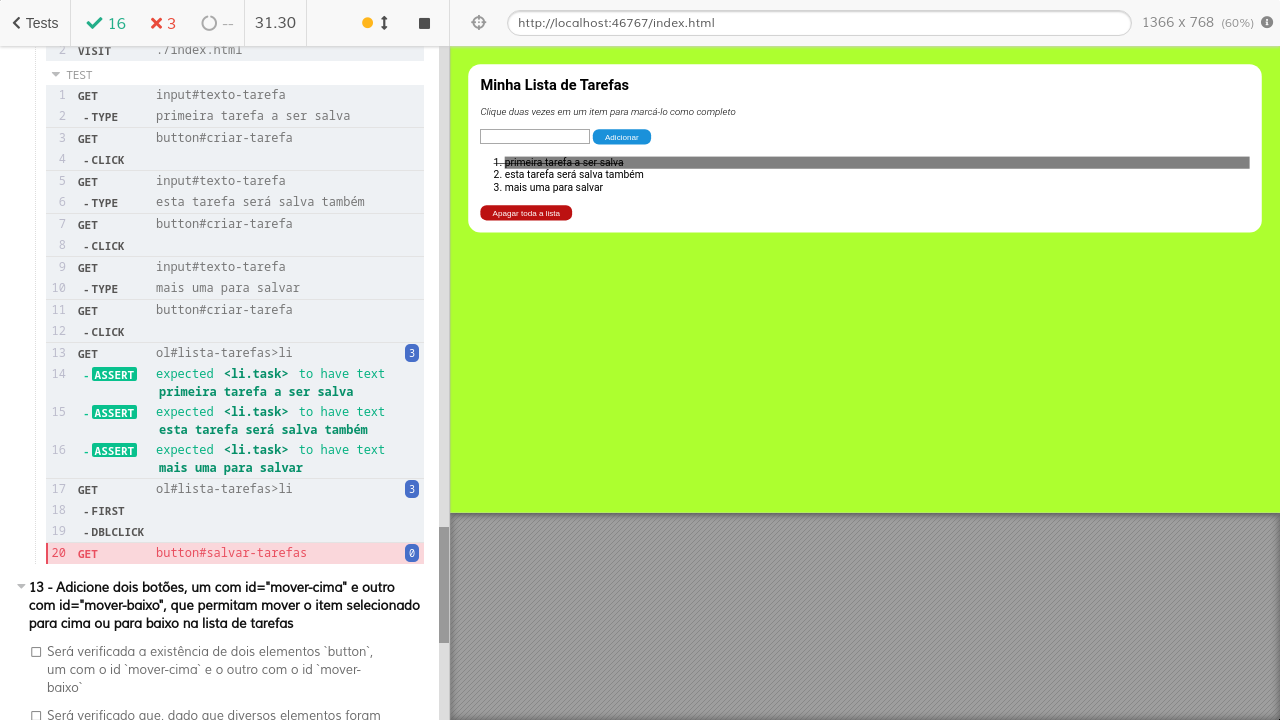 Tests
16
3
--
31.30
http://localhost:46767/index.html
1366 x 768 (60%)
2 VISIT ./index.html
TEST
1 GET input#texto-tarefa
2 -TYPE primeira tarefa a ser salva
3 GET button#criar-tarefa
4 -CLICK
5 GET input#texto-tarefa
6 -TYPE esta tarefa será salva também
7 GET button#criar-tarefa
8 -CLICK
9 GET input#texto-tarefa
10 -TYPE mais uma para salvar
11 GET button#criar-tarefa
12 -CLICK
13 GET ol#lista-tarefas>li 3
14 -ASSERT expected <li.task> to have text
primeira tarefa a ser salva
15 -ASSERT expected <li.task> to have text
esta tarefa será salva também
16 -ASSERT expected <li.task> to have text
mais uma para salvar
17 GET ol#lista-tarefas>li 3
18 -FIRST
19 -DBLCLICK
20 GET button#salvar-tarefas 0
13 - Adicione dois botões, um com id="mover-cima" e outro
com id="mover-baixo", que permitam mover o item selecionado
para cima ou para baixo na lista de tarefas
Será verificada a existência de dois elementos `button`,
um com o id `mover-cima` e o outro com o id `mover-
baixo`
Será verificado que, dado que diversos elementos foram
Minha Lista de Tarefas
Clique duas vezes em um item para marcá-lo como completo
Adicionar
1. primeira tarefa a ser salva
2. esta tarefa será salva também
3. mais uma para salvar
Apagar toda a lista